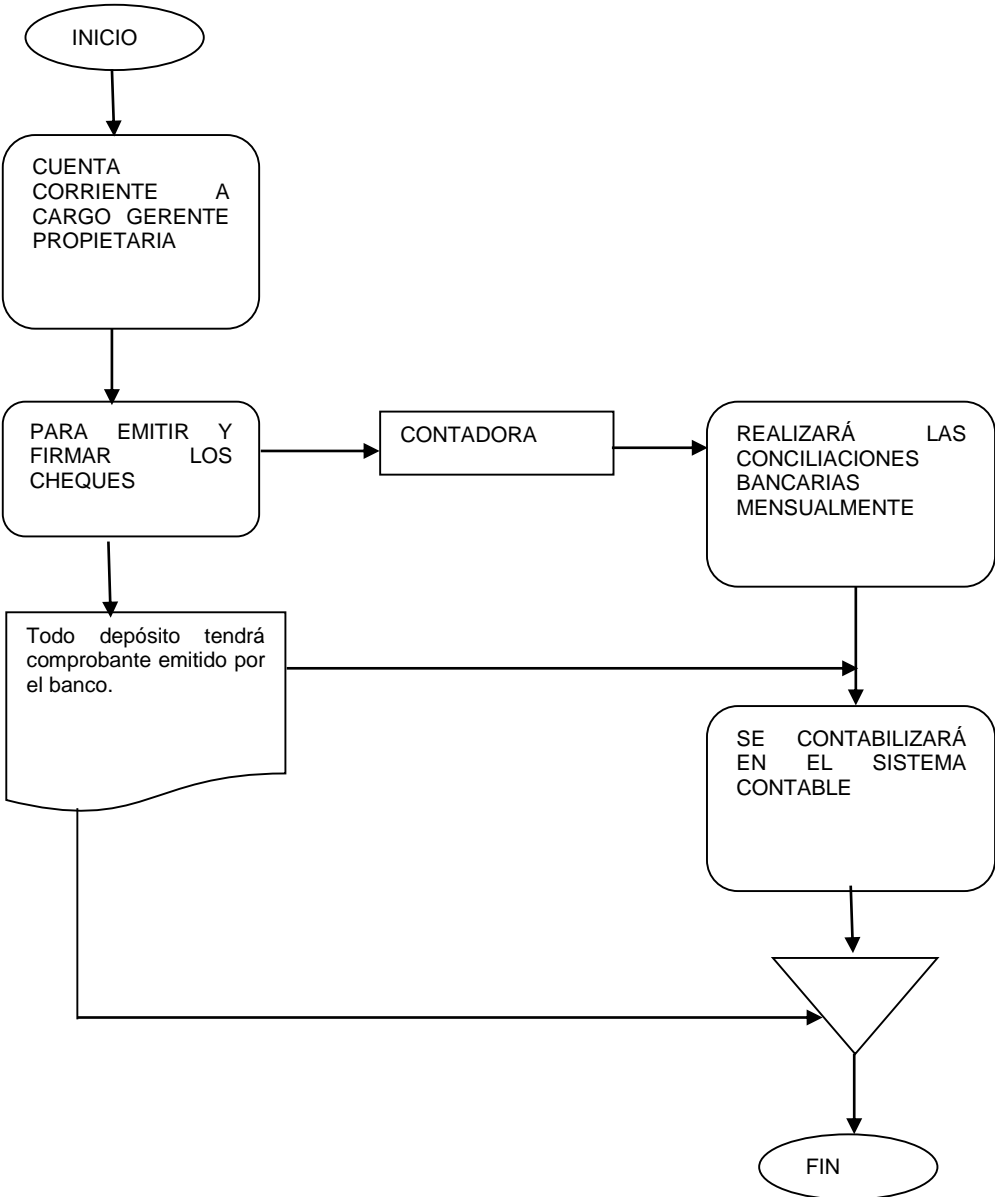 INICIO
CUENTA
CORRIENTE A
CARGO GERENTE
PROPIETARIA
PARA EMITIR Y
FIRMAR LOS
CHEQUES
CONTADORA
REALIZARÁ LAS
CONCILIACIONES
BANCARIAS
MENSUALMENTE
Todo depósito tendrá
comprobante emitido por
el banco.
SE CONTABILIZARÁ
EN EL SISTEMA
CONTABLE
FIN